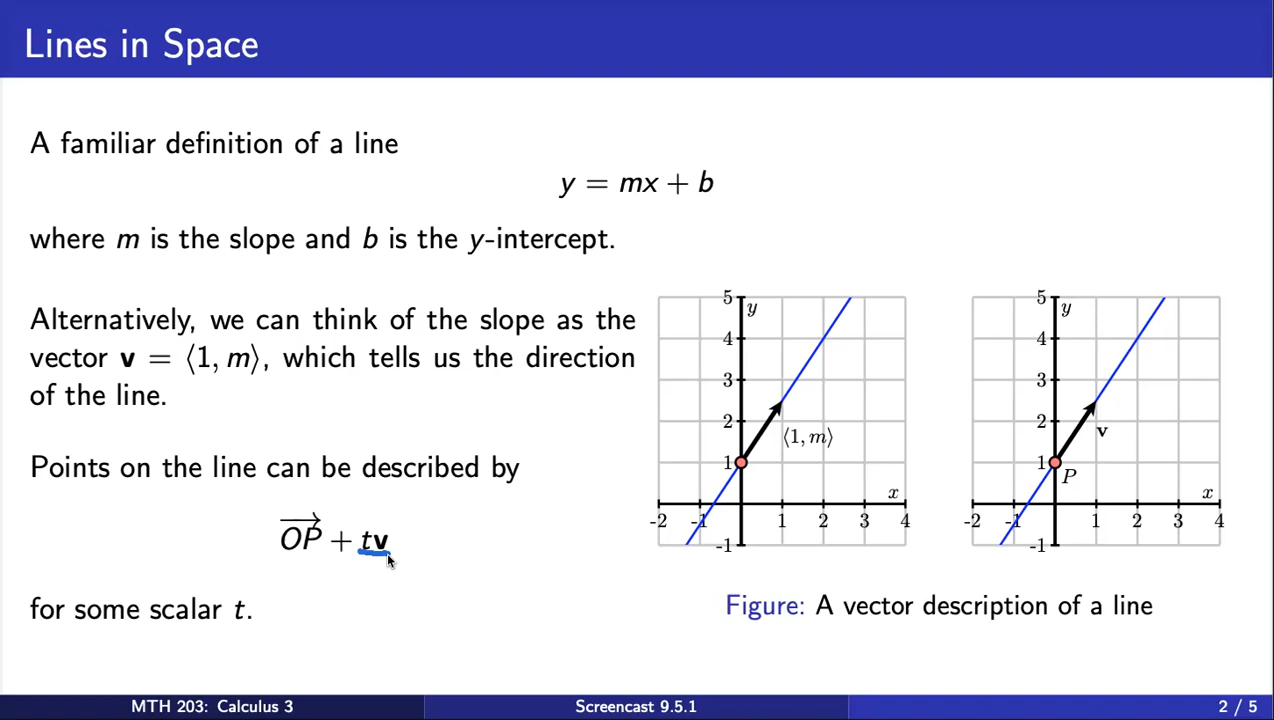 Lines in Space
A familiar definition of a line
y = mx + b
where m is the slope and b is the y-intercept.
Alternatively, we can think of the slope as the
vector v = ⟨1, m⟩, which tells us the direction
of the line.
Points on the line can be described by
OP + tv
for some scalar t.
5
y
4
3
2
⟨1, m⟩
1
x
-2 -1 1 2 3 4
-1
5
y
4
3
2
v
1
P
x
-2 -1 1 2 3 4
-1
Figure: A vector description of a line
MTH 203: Calculus 3
Screencast 9.5.1
2 / 5